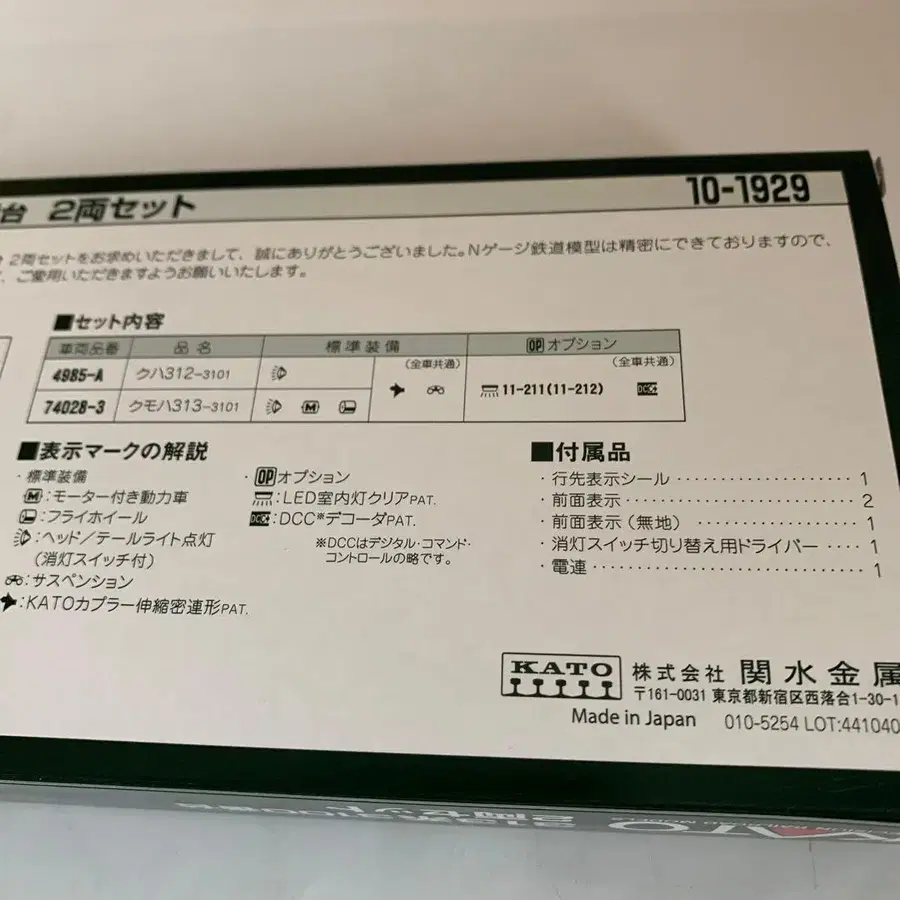 台 2両セット
10-1929
2両セットをお求めいただきまして、誠にありがとうございました。Nゲージ鉄道模型は精密にできておりますので、
、ご愛用いただきますようお願いいたします。
■セット内容
車両品番 品名 標準装備 OPオプション
(全車共通) (全車共通)
4985-A クハ312-3101
11-211(11-212) DCC
74028-3 クモハ313-3101 M
■表示マークの解説
・標準装備
M:モーター付き動力車
:フライホイール
:ヘッド/テールライト点灯
(消灯スイッチ付)
:サスペンション
:KATOカプラー伸縮密連形PAT.
・OPオプション
:LED室内灯クリアPAT.
DCC:DCC※デコーダPAT.
※DCCはデジタル・コマンド・
コントロールの略です。
■付属品
・行先表示シール ････････････････ 1
・前面表示 ････････････････････ 2
・前面表示(無地) ･･････････････ 1
・消灯スイッチ切り替え用ドライバー ････ 1
・電連 ････････････････････････ 1
KATO
株式会社 関水金属
〒161-0031 東京都新宿区西落合1-30-1
Made in Japan 010-5254 LOT:441040
2両セット